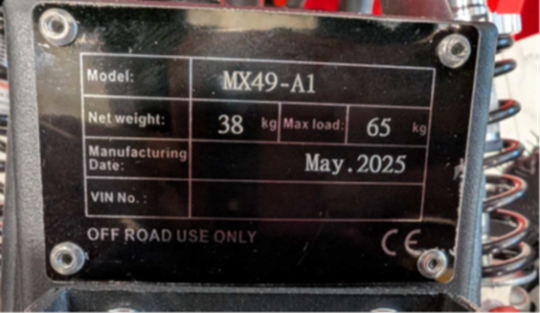 Model: MX49-A1
Net weight: 38 kg Max load: 65 kg
Manufacturing
Date: May.2025
VIN No. :
OFF ROAD USE ONLY CE